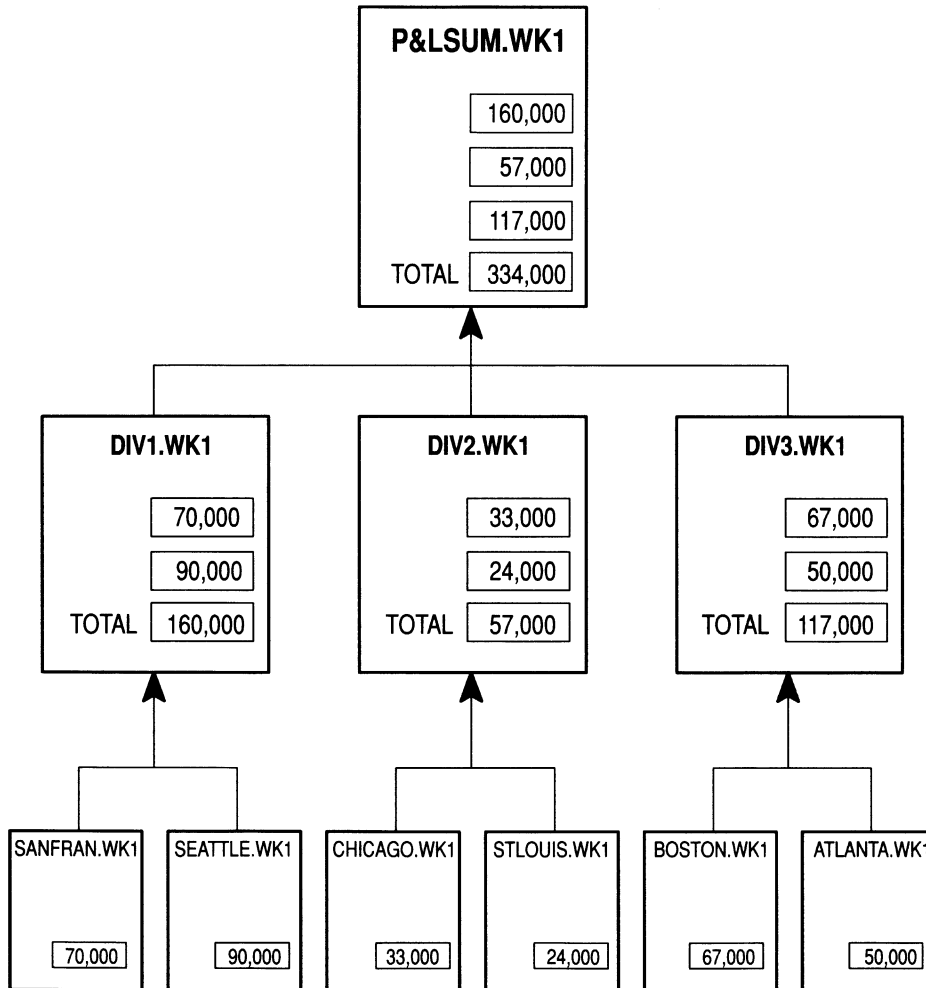 P&LSUM.WK1
160,000
57,000
117,000
TOTAL 334,000
DIV1.WK1
70,000
90,000
TOTAL 160,000
DIV2.WK1
33,000
24,000
TOTAL 57,000
DIV3.WK1
67,000
50,000
TOTAL 117,000
SANFRAN.WK1
70,000
SEATTLE.WK1
90,000
CHICAGO.WK1
33,000
STLOUIS.WK1
24,000
BOSTON.WK1
67,000
ATLANTA.WK1
50,000